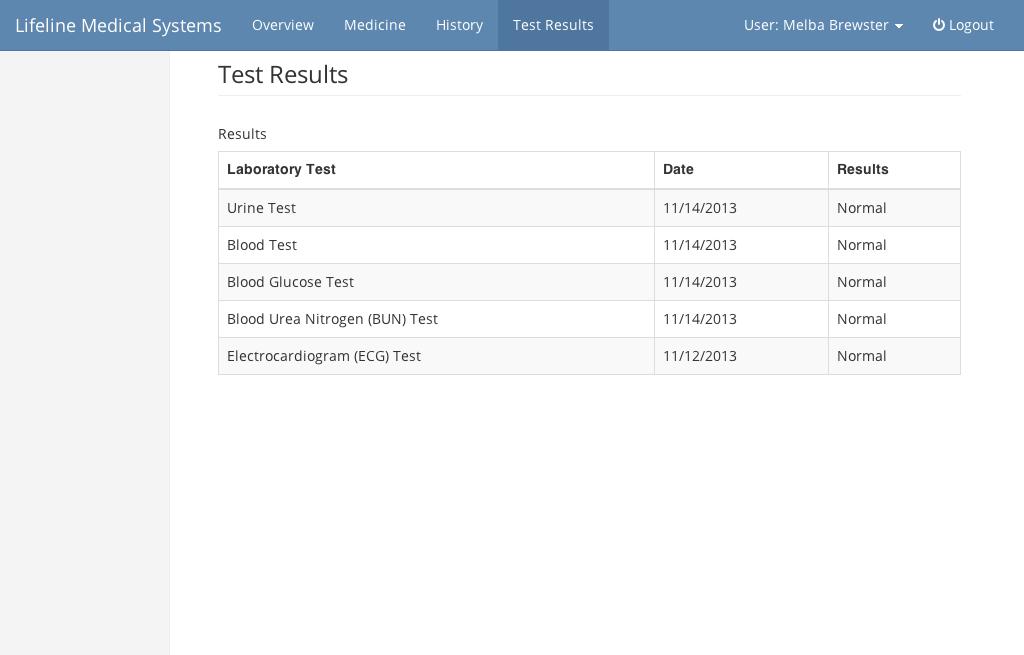 Lifeline Medical Systems Overview Medicine History Test Results User: Melba Brewster Logout
Test Results
Results
Laboratory Test Date Results
Urine Test 11/14/2013 Normal
Blood Test 11/14/2013 Normal
Blood Glucose Test 11/14/2013 Normal
Blood Urea Nitrogen (BUN) Test 11/14/2013 Normal
Electrocardiogram (ECG) Test 11/12/2013 Normal